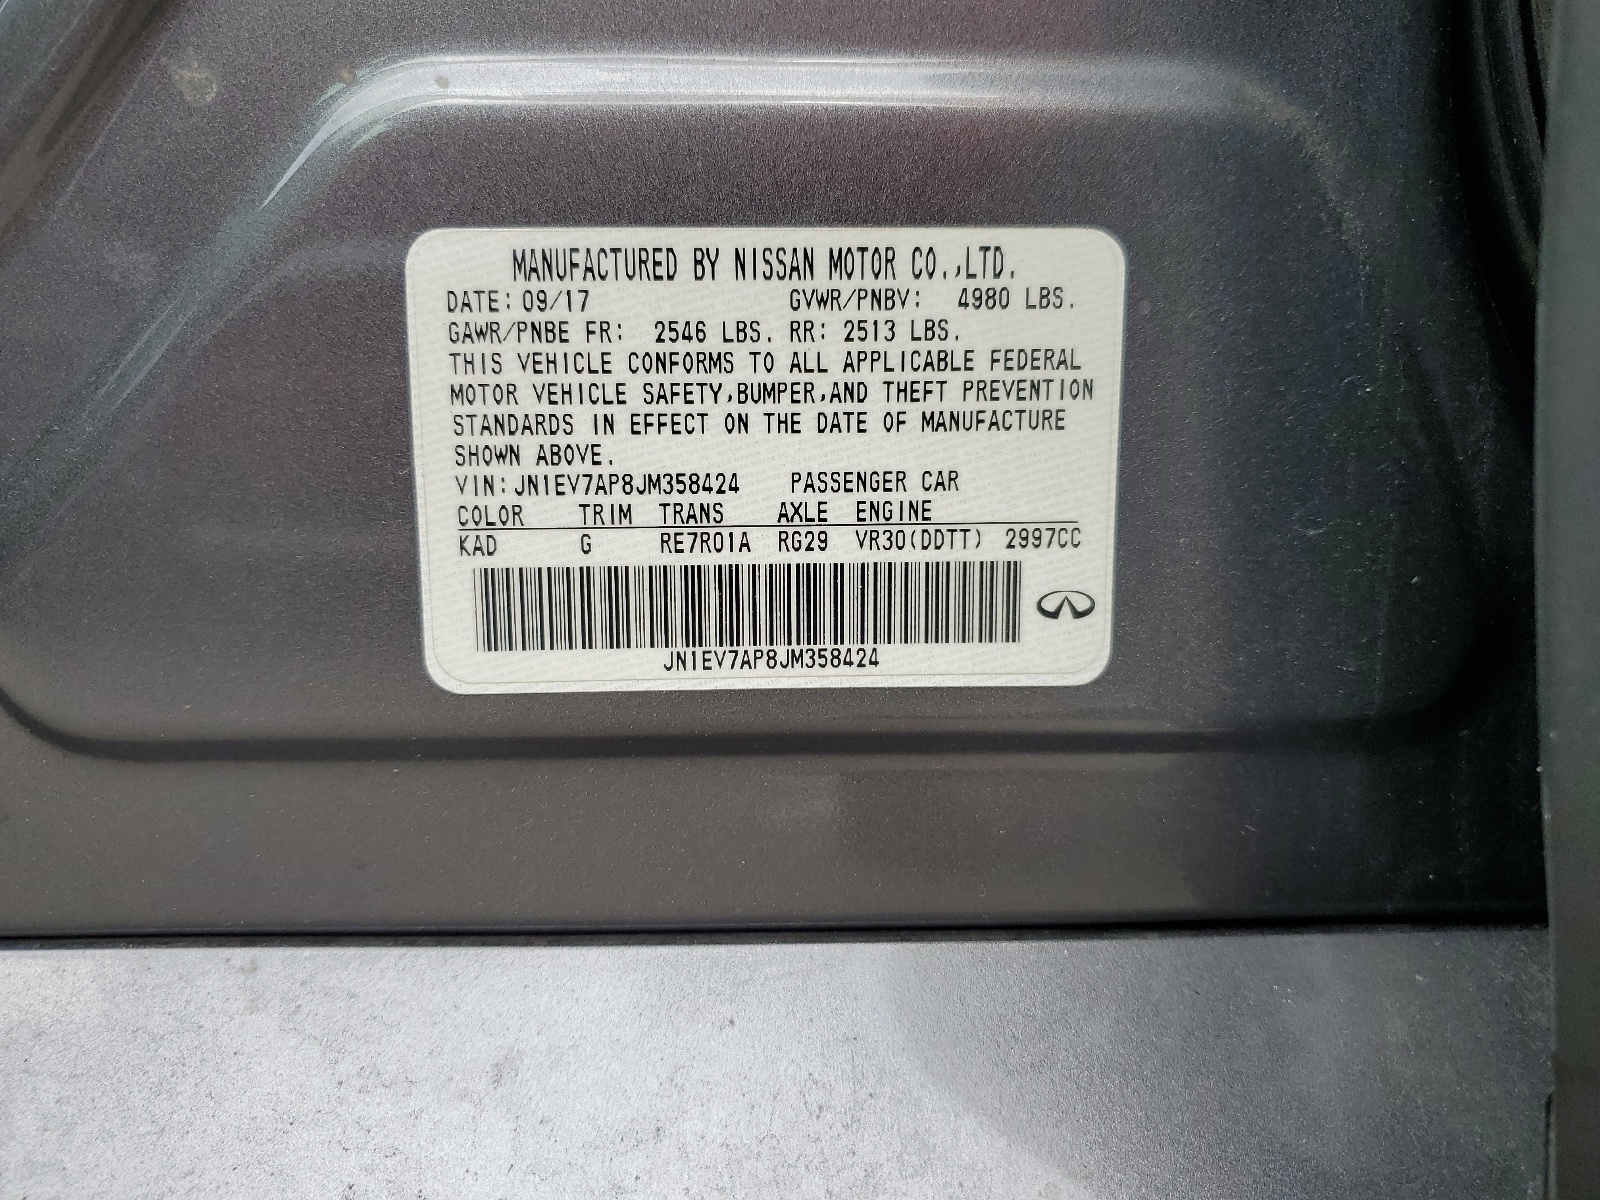 MANUFACTURED BY NISSAN MOTOR CO.,LTD.
DATE: 09/17 GVWR/PNBV: 4980 LBS.
GAWR/PNBE FR: 2546 LBS. RR: 2513 LBS.
THIS VEHICLE CONFORMS TO ALL APPLICABLE FEDERAL
MOTOR VEHICLE SAFETY,BUMPER,AND THEFT PREVENTION
STANDARDS IN EFFECT ON THE DATE OF MANUFACTURE
SHOWN ABOVE.
VIN: JN1EV7AP8JM358424 PASSENGER CAR
COLOR TRIM TRANS AXLE ENGINE
KAD G RE7R01A RG29 VR30(DDTT) 2997CC
JN1EV7AP8JM358424